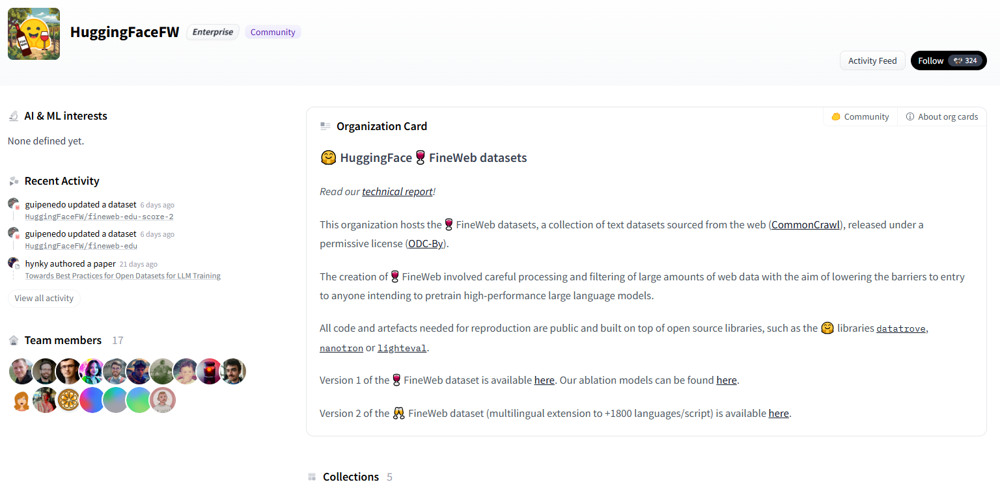 HuggingFaceFW Enterprise Community
Activity Feed Follow 324
AI & ML interests
None defined yet.
Recent Activity
guipenedo updated a dataset 6 days ago
HuggingFaceFW/fineweb-edu-score-2
guipenedo updated a dataset 6 days ago
HuggingFaceFW/fineweb-edu
hynky authored a paper 21 days ago
Towards Best Practices for Open Datasets for LLM Training
View all activity
Team members 17
Organization Card
Community About org cards
🤗 HuggingFace 🍷 FineWeb datasets
Read our technical report!
This organization hosts the 🍷 FineWeb datasets, a collection of text datasets sourced from the web (CommonCrawl), released under a
permissive license (ODC-By).
The creation of 🍷 FineWeb involved careful processing and filtering of large amounts of web data with the aim of lowering the barriers to entry
to anyone intending to pretrain high-performance large language models.
All code and artefacts needed for reproduction are public and built on top of open source libraries, such as the 🤗 libraries datatrove,
nanotron or lighteval.
Version 1 of the 🍷 FineWeb dataset is available here. Our ablation models can be found here.
Version 2 of the 🥂 FineWeb dataset (multilingual extension to +1800 languages/script) is available here.
Collections 5